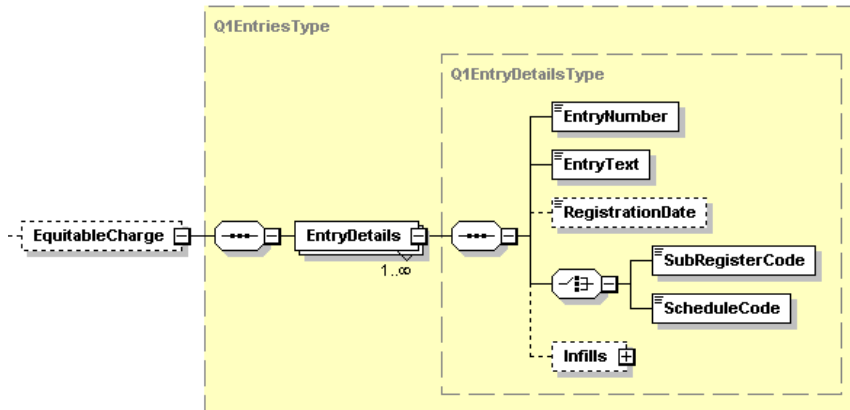 Q1EntriesType
Q1EntryDetailsType
EntryNumber
EntryText
RegistrationDate
EquitableCharge
EntryDetails
1..∞
SubRegisterCode
ScheduleCode
Infills